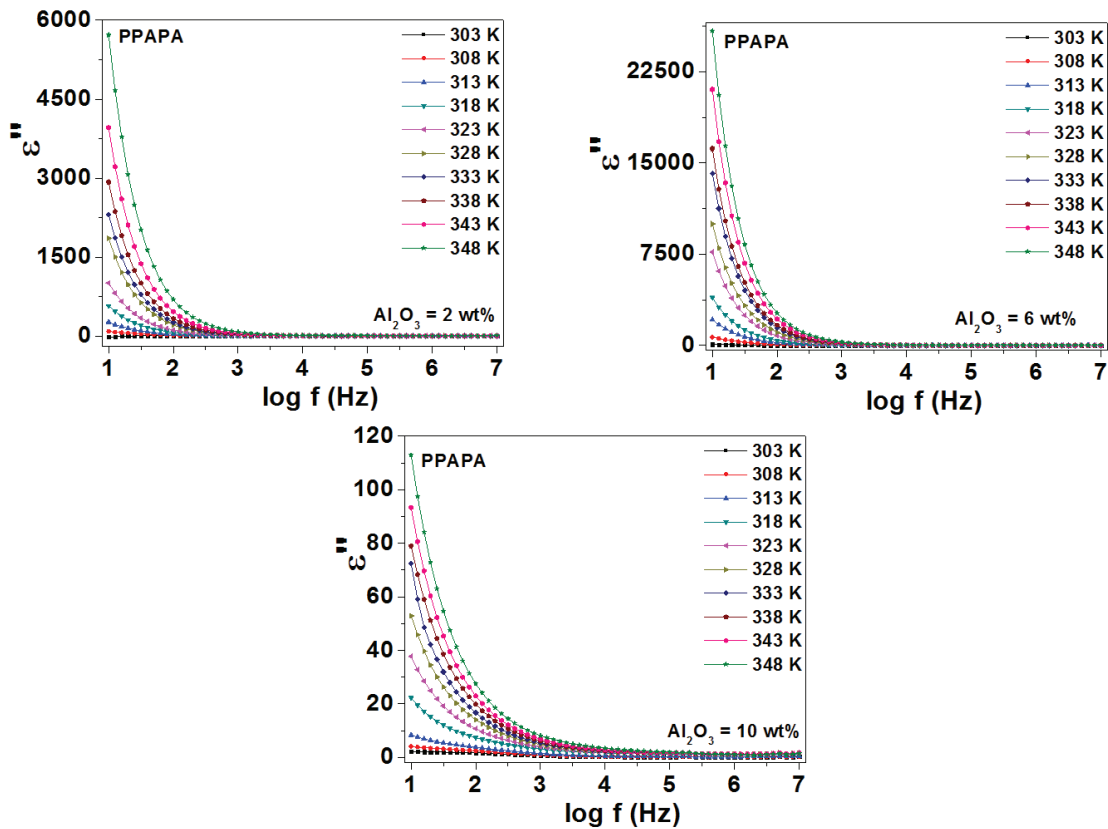 6000
4500
3000
1500
0
ε"
PPAPA
303 K
308 K
313 K
318 K
323 K
328 K
333 K
338 K
343 K
348 K
Al₂O₃ = 2 wt%
1 2 3 4 5 6 7
log f (Hz)
22500
15000
7500
0
ε"
PPAPA
303 K
308 K
313 K
318 K
323 K
328 K
333 K
338 K
343 K
348 K
Al₂O₃ = 6 wt%
1 2 3 4 5 6 7
log f (Hz)
120
100
80
60
40
20
0
ε"
PPAPA
303 K
308 K
313 K
318 K
323 K
328 K
333 K
338 K
343 K
348 K
Al₂O₃ = 10 wt%
1 2 3 4 5 6 7
log f (Hz)